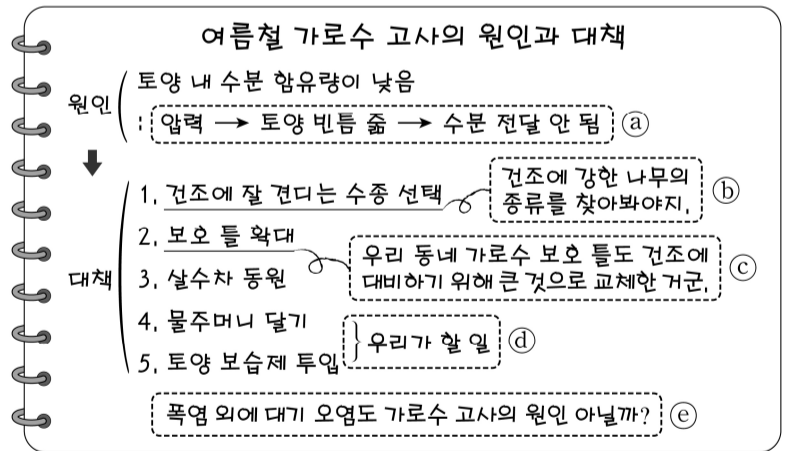 여름철 가로수 고사의 원인과 대책
원인
토양 내 수분 함유량이 낮음
: 압력 → 토양 빈틈 줆 → 수분 전달 안 됨 ⓐ
대책
1. 건조에 잘 견디는 수종 선택
건조에 강한 나무의
종류를 찾아봐야지. ⓑ
2. 보호 틀 확대
우리 동네 가로수 보호 틀도 건조에
대비하기 위해 큰 것으로 교체한 거군. ⓒ
3. 살수차 동원
4. 물주머니 달기
5. 토양 보습제 투입
우리가 할 일 ⓓ
폭염 외에 대기 오염도 가로수 고사의 원인 아닐까? ⓔ